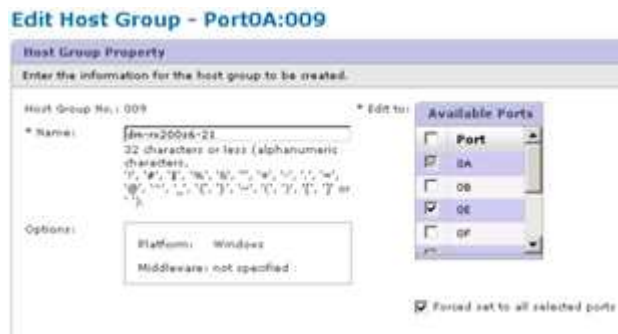 Edit Host Group - Port0A:009
Host Group Property
Enter the information for the host group to be created.
Host Group No.: 009
* Name:
32 characters or less (alphanumeric
characters,
or
Options:
Platform: Windows
Middleware: not specified
* Edit to:
Available Ports
Port
0A
0B
0E
0F
Forced set to all selected ports